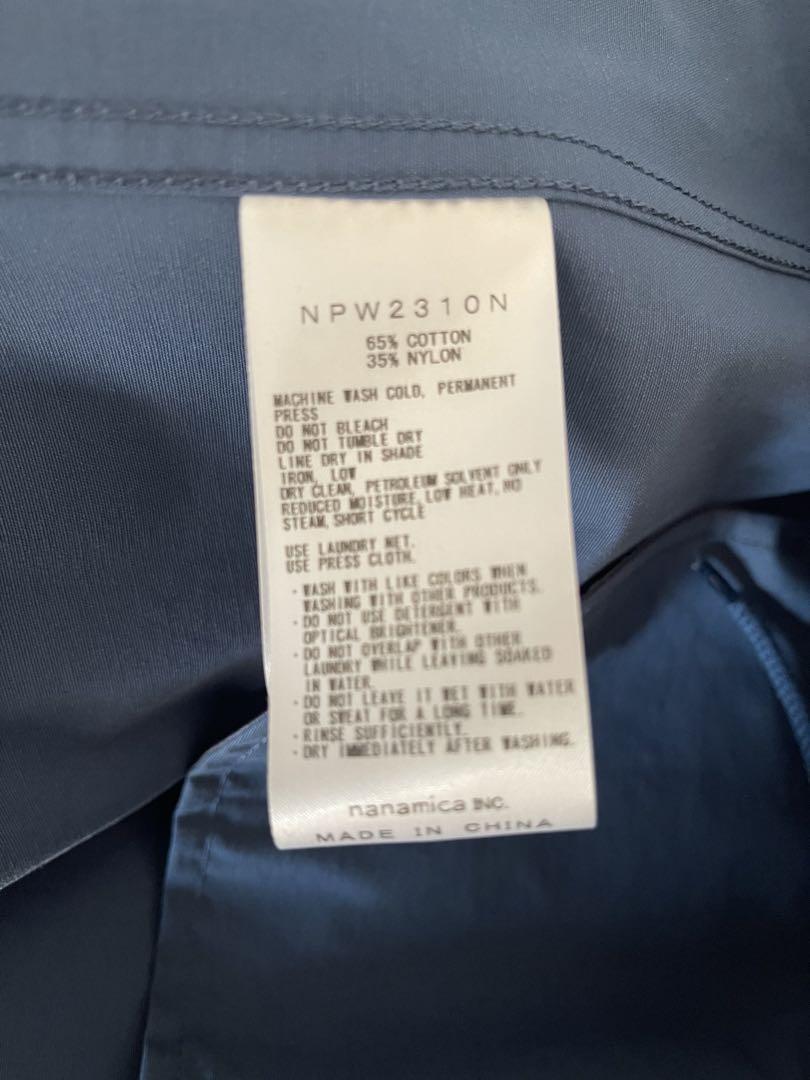 NPW2310N
65% COTTON
35% NYLON
MACHINE WASH COLD, PERMANENT
PRESS
DO NOT BLEACH
DO NOT TUMBLE DRY
LINE DRY IN SHADE
IRON, LOW
DRY CLEAN, PETROLEUM SOLVENT ONLY
REDUCED MOISTURE, LOW HEAT, NO
STEAM, SHORT CYCLE
USE LAUNDRY NET.
USE PRESS CLOTH.
・WASH WITH LIKE COLORS WHEN
WASHING WITH OTHER PRODUCTS.
・DO NOT USE DETERGENT WITH
OPTICAL BRIGHTENER.
・DO NOT OVERLAP WITH OTHER
LAUNDRY WHILE LEAVING SOAKED
IN WATER.
・DO NOT LEAVE IT WET WITH WATER
OR SWEAT FOR A LONG TIME.
・RINSE SUFFICIENTLY.
・DRY IMMEDIATELY AFTER WASHING.
nanamica INC.
MADE IN CHINA